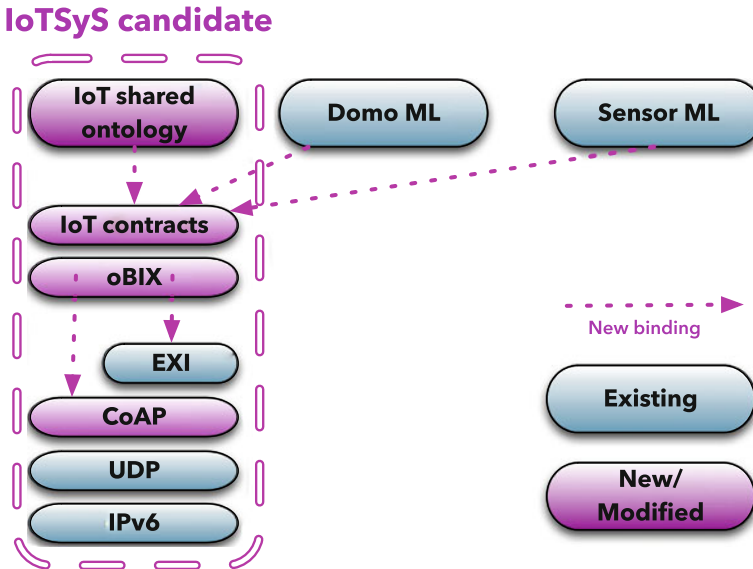 IoTSyS candidate
IoT shared
ontology
Domo ML
Sensor ML
IoT contracts
oBIX
New binding
EXI
Existing
CoAP
UDP
New/
Modified
IPv6